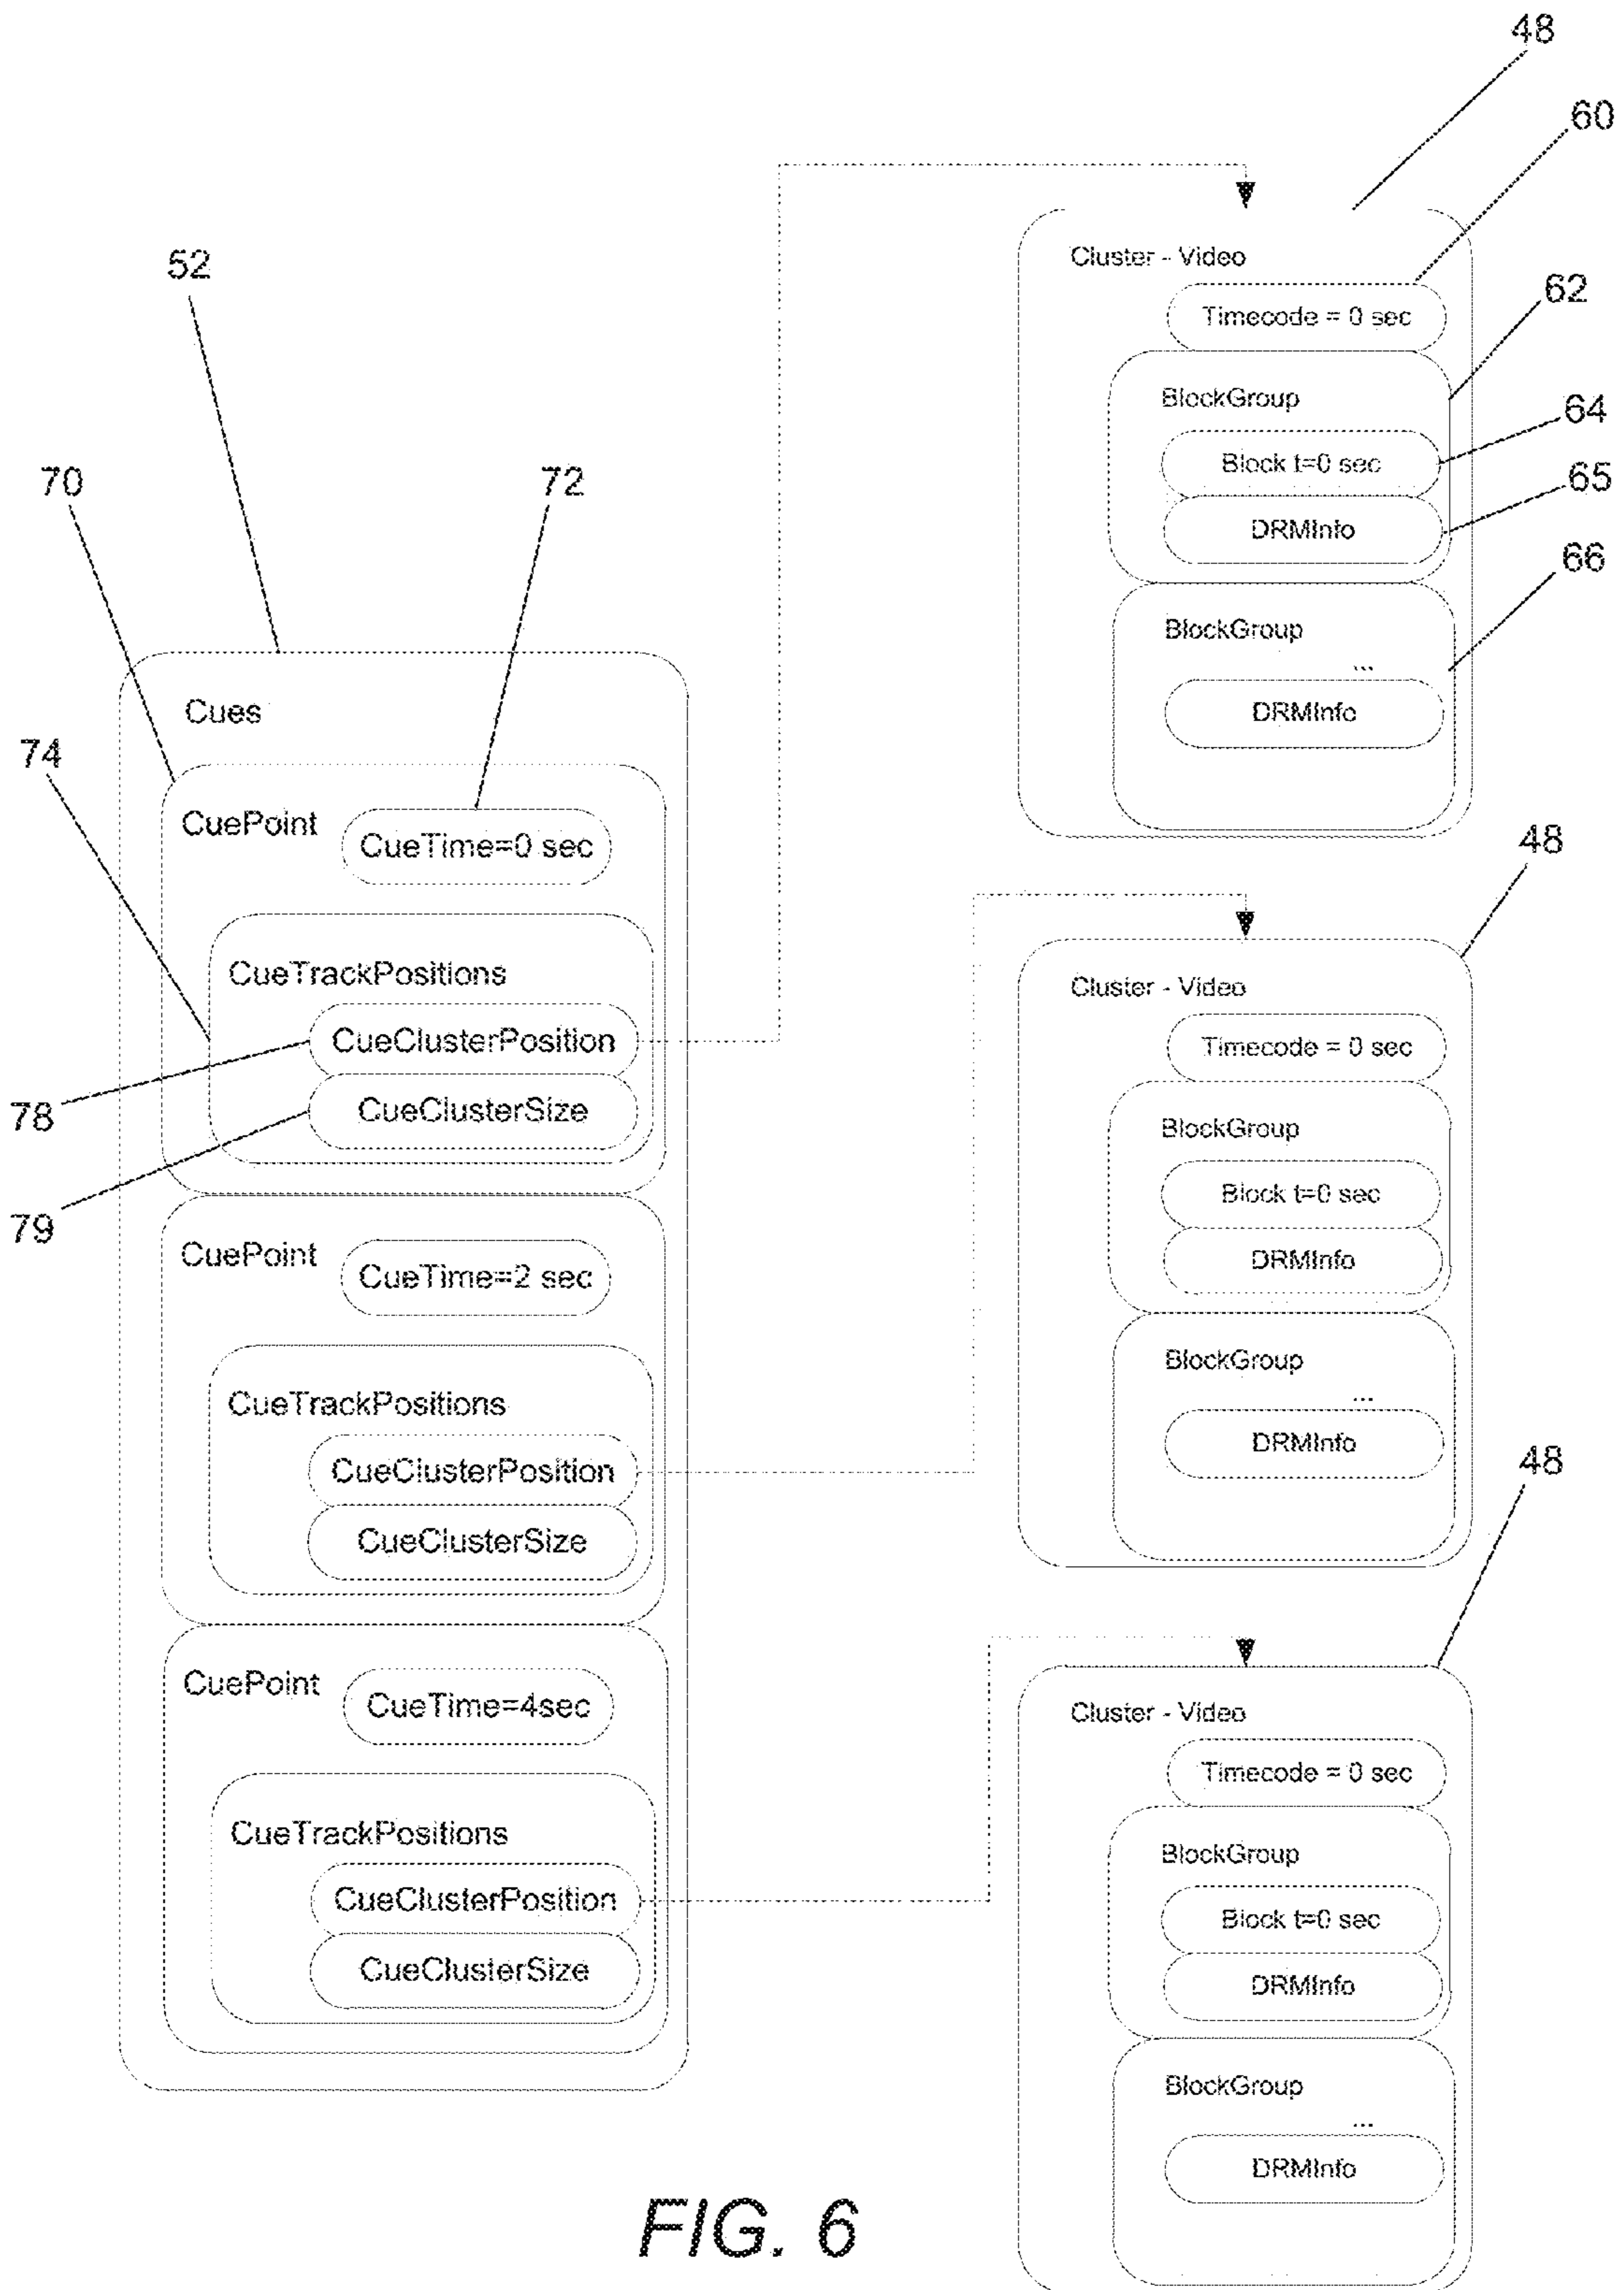 48
60
52
Cluster - Video
62
Timecode = 0 sec
BlockGroup
64
Block t=0 sec
70
72
65
DRMInfo
66
BlockGroup
...
DRMInfo
Cues
74
CuePoint
CueTime=0 sec
48
CueTrackPositions
Cluster - Video
CueClusterPosition
Timecode = 0 sec
78
CueClusterSize
BlockGroup
79
Block t=0 sec
CuePoint
CueTime=2 sec
DRMInfo
BlockGroup
...
CueTrackPositions
DRMInfo
CueClusterPosition
48
CueClusterSize
CuePoint
CueTime=4sec
Cluster - Video
Timecode = 0 sec
CueTrackPositions
BlockGroup
CueClusterPosition
Block t=0 sec
CueClusterSize
DRMInfo
BlockGroup
...
DRMInfo
FIG. 6